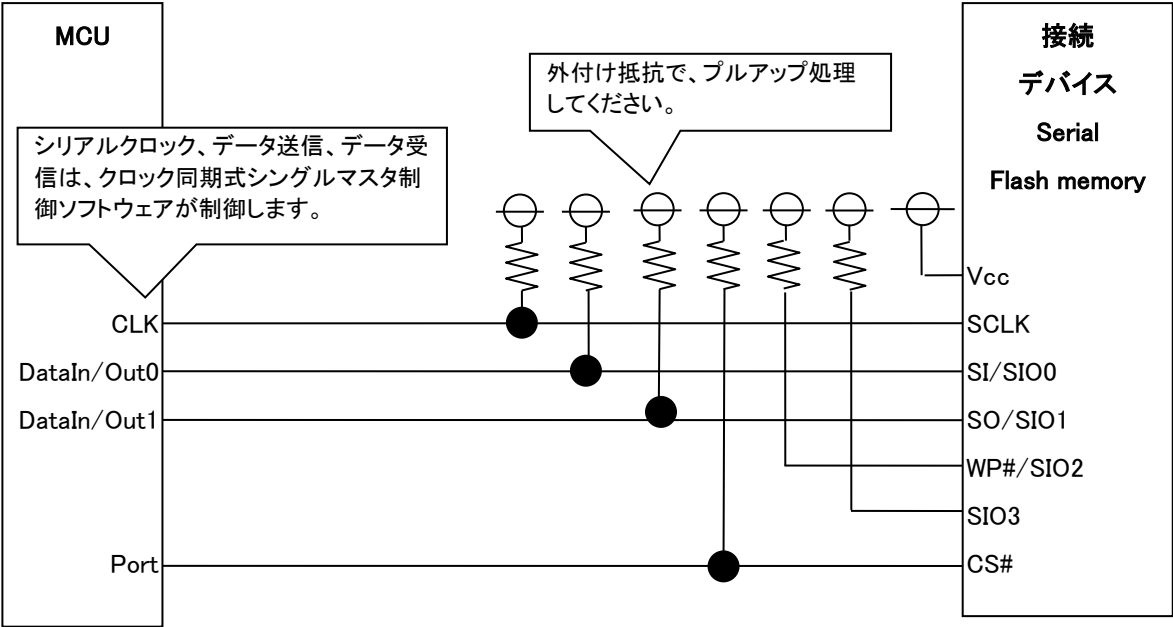 MCU
接続
デバイス
Serial
Flash memory
外付け抵抗で、プルアップ処理
してください。
シリアルクロック、データ送信、データ受
信は、クロック同期式シングルマスタ制
御ソフトウェアが制御します。
Vcc
CLK
SCLK
DataIn/Out0
SI/SIO0
DataIn/Out1
SO/SIO1
WP#/SIO2
SIO3
Port
CS#